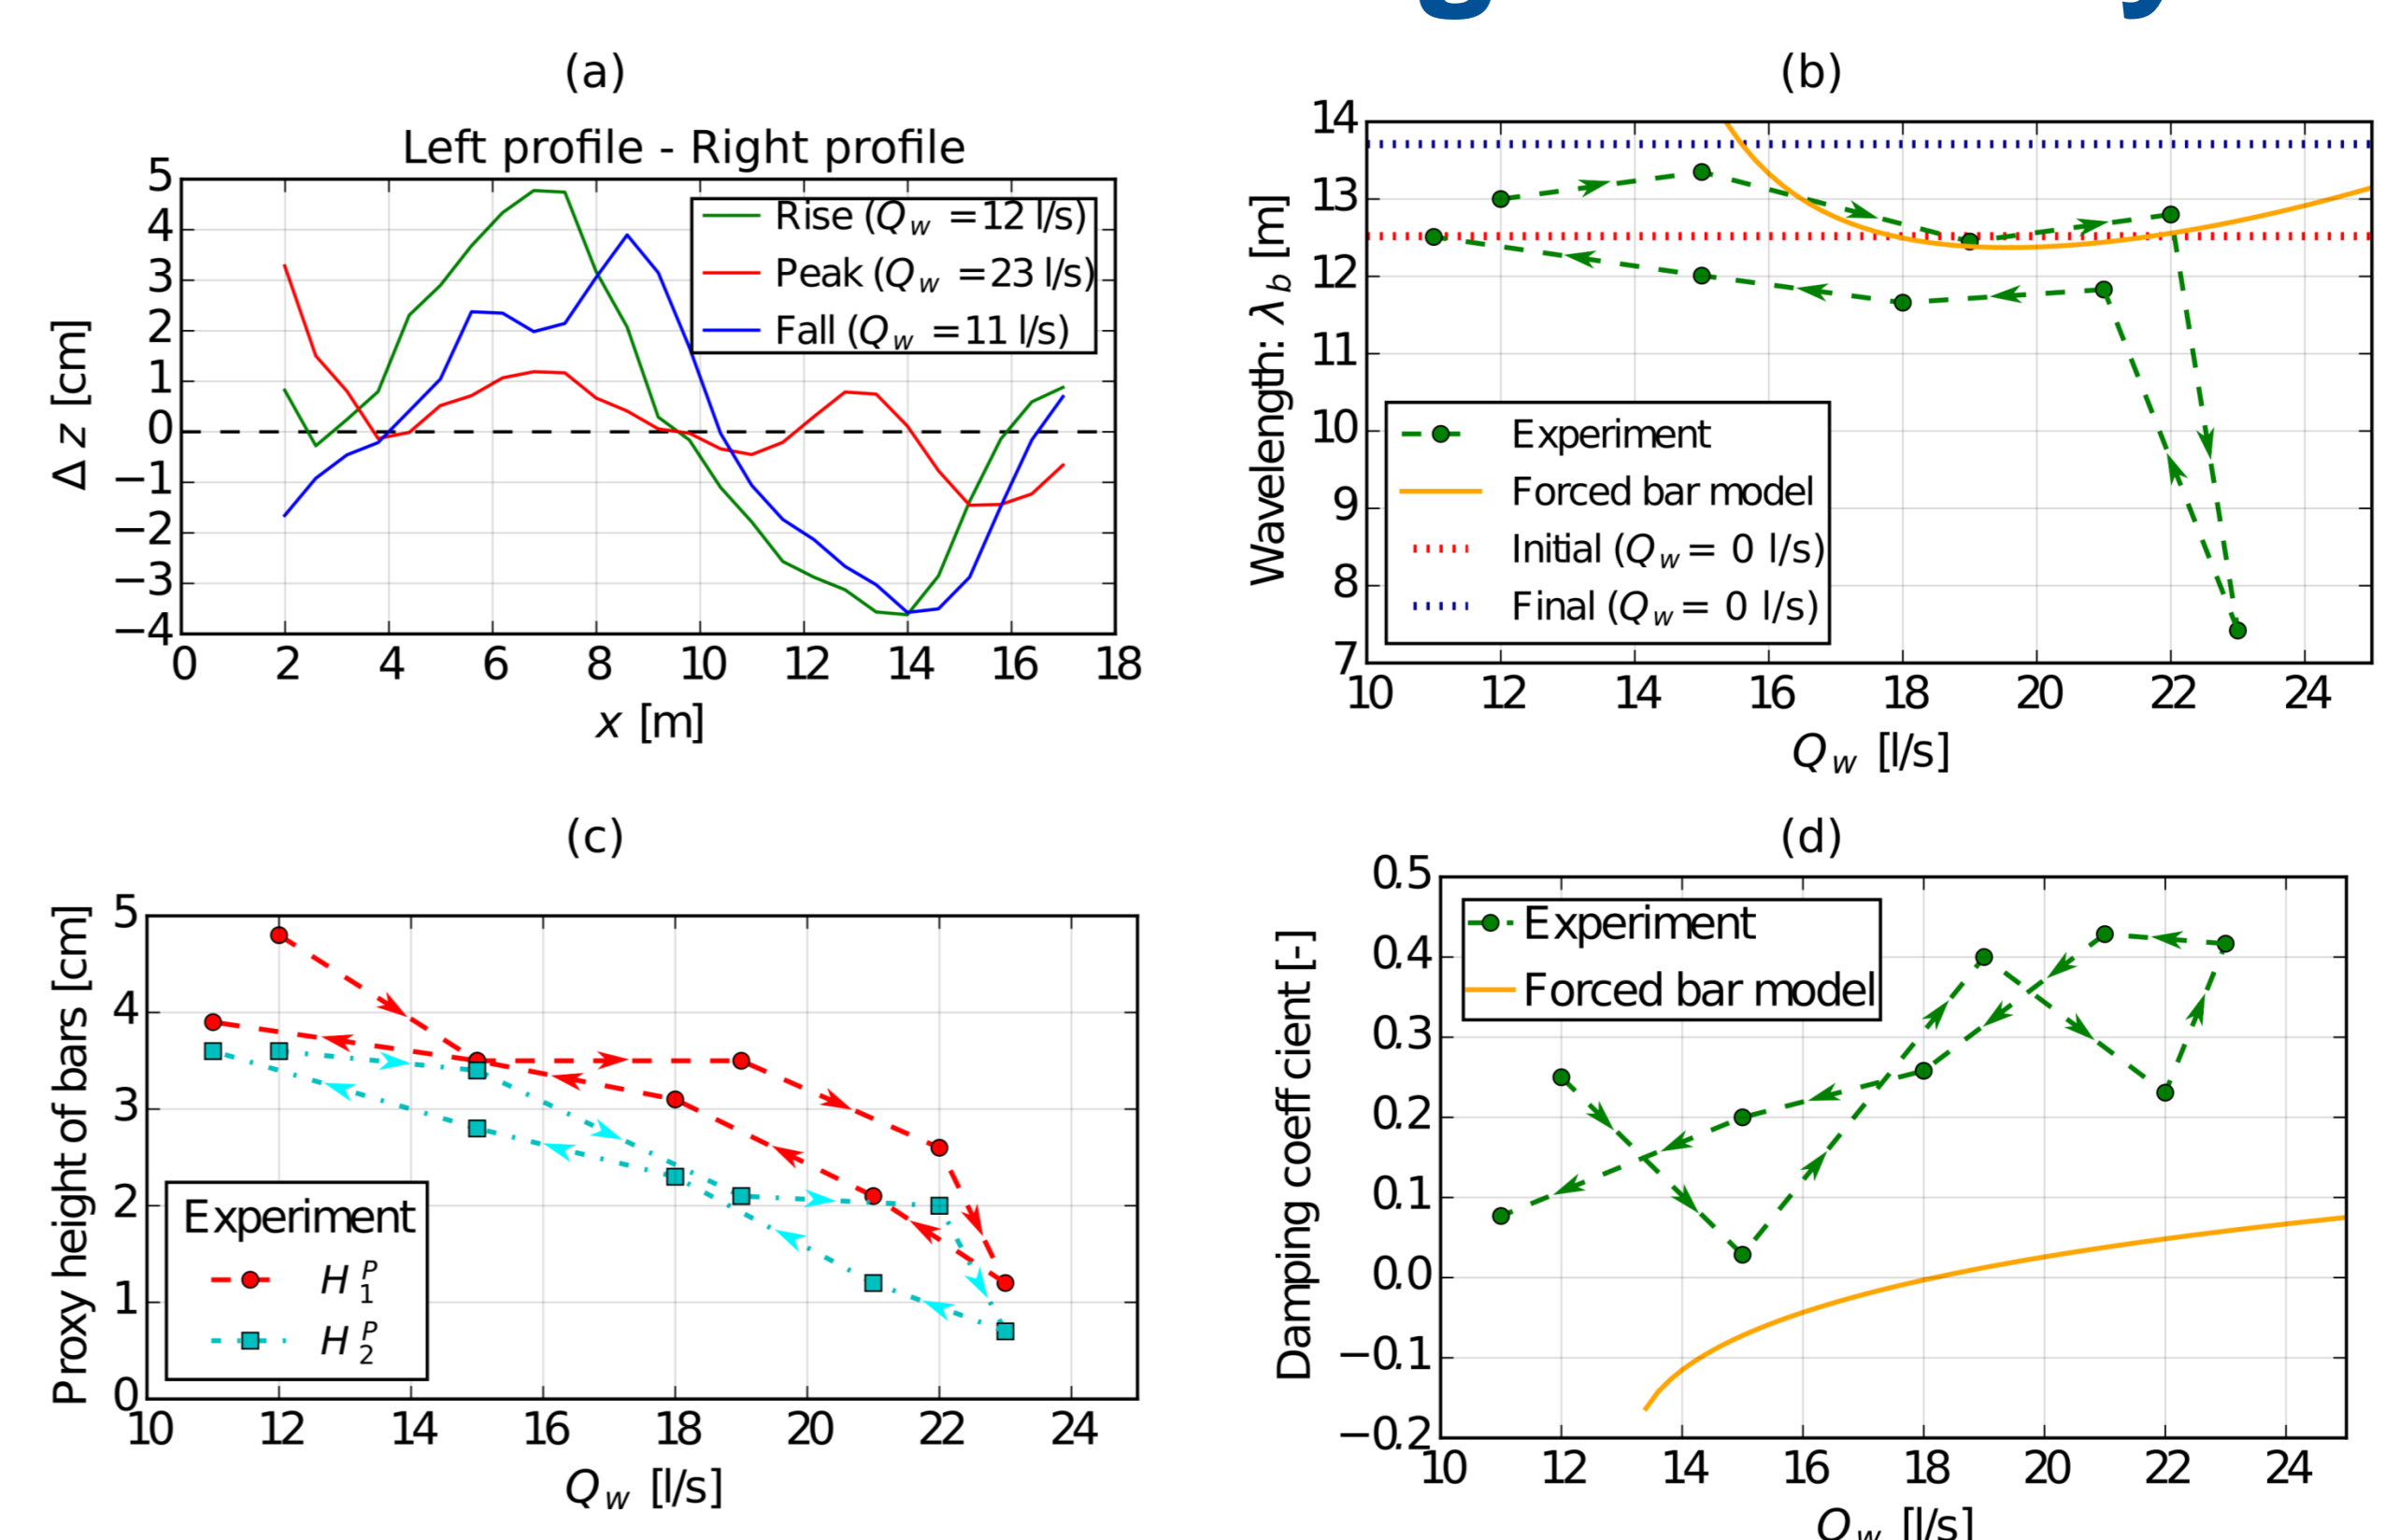 (a)
Left profile - Right profile
5
4
3
2
1
0
−1
−2
−3
−4
Δ z [cm]
Rise (Q w = 12 l/s)
Peak (Q w = 23 l/s)
Fall (Q w = 11 l/s)
0 2 4 6 8 10 12 14 16 18
x [m]
(b)
14
13
12
11
10
9
8
7
Wavelength: λ b [m]
Experiment
Forced bar model
Initial (Q w = 0 l/s)
Final (Q w = 0 l/s)
10 12 14 16 18 20 22 24
Q w [l/s]
(c)
5
4
3
2
1
0
Proxy height of bars [cm]
Experiment
H 1 P
H 2 P
10 12 14 16 18 20 22 24
Q w [l/s]
(d)
0.5
0.4
0.3
0.2
0.1
0.0
−0.1
−0.2
Damping coeff cient [-]
Experiment
Forced bar model
10 12 14 16 18 20 22 24
Q w [l/s]